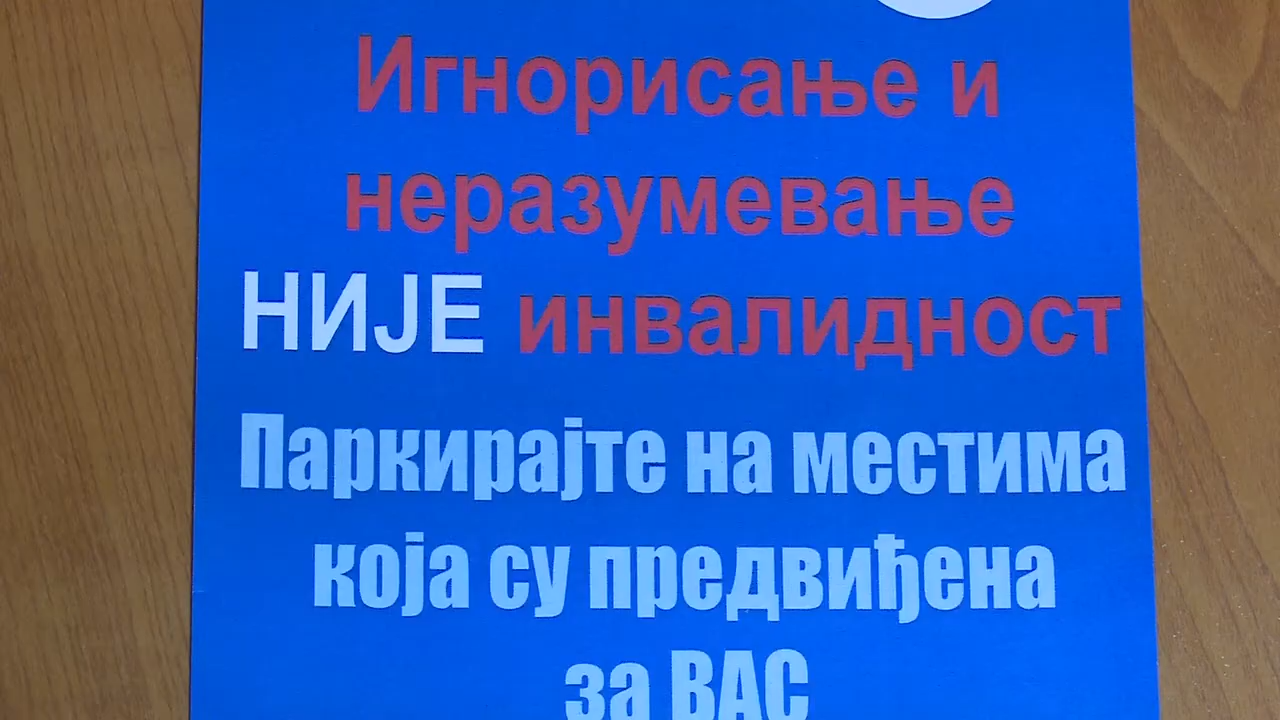 Игнорисање и
неразумевање
НИЈЕ инвалидност
Паркирајте на местима
која су предвиђена
за ВАС